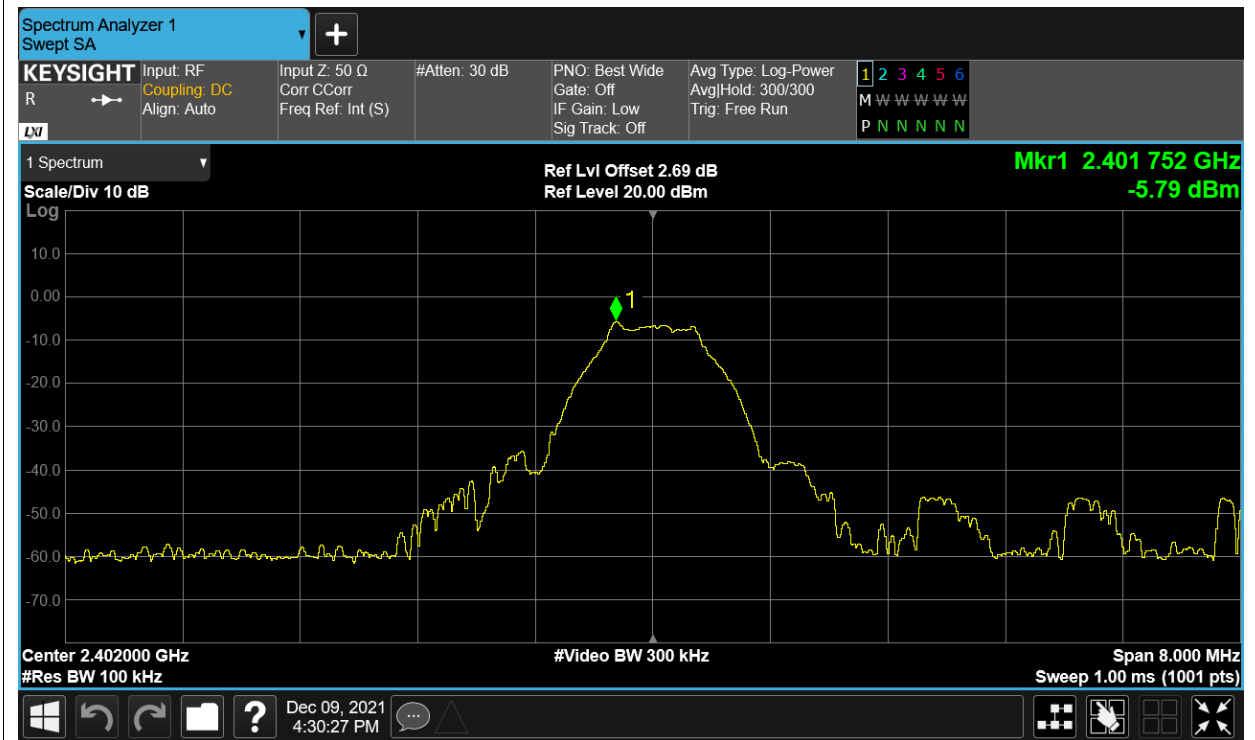 Spectrum Analyzer 1
Swept SA
KEYSIGHT
R
LXI
Input: RF
Coupling: DC
Align: Auto
Input Z: 50 Ω
Corr CCorr
Freq Ref: Int (S)
#Atten: 30 dB
PNO: Best Wide
Gate: Off
IF Gain: Low
Sig Track: Off
Avg Type: Log-Power
Avg|Hold: 300/300
Trig: Free Run
1 2 3 4 5 6
M W W W W W
P N N N N N
1 Spectrum
Scale/Div 10 dB
Ref Lvl Offset 2.69 dB
Ref Level 20.00 dBm
Mkr1 2.401 752 GHz
-5.79 dBm
Log
10.0
0.00
-10.0
-20.0
-30.0
-40.0
-50.0
-60.0
-70.0
1
Center 2.402000 GHz
#Res BW 100 kHz
#Video BW 300 kHz
Span 8.000 MHz
Sweep 1.00 ms (1001 pts)
?
Dec 09, 2021
4:30:27 PM